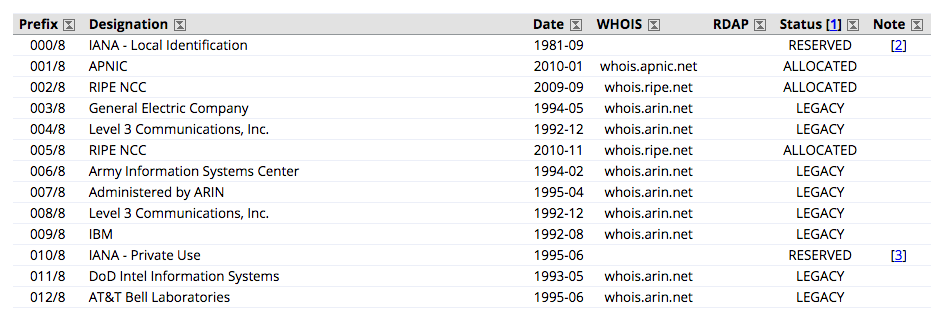 Prefix Designation Date WHOIS RDAP Status [1] Note
000/8 IANA - Local Identification 1981-09 RESERVED [2]
001/8 APNIC 2010-01 whois.apnic.net ALLOCATED
002/8 RIPE NCC 2009-09 whois.ripe.net ALLOCATED
003/8 General Electric Company 1994-05 whois.arin.net LEGACY
004/8 Level 3 Communications, Inc. 1992-12 whois.arin.net LEGACY
005/8 RIPE NCC 2010-11 whois.ripe.net ALLOCATED
006/8 Army Information Systems Center 1994-02 whois.arin.net LEGACY
007/8 Administered by ARIN 1995-04 whois.arin.net LEGACY
008/8 Level 3 Communications, Inc. 1992-12 whois.arin.net LEGACY
009/8 IBM 1992-08 whois.arin.net LEGACY
010/8 IANA - Private Use 1995-06 RESERVED [3]
011/8 DoD Intel Information Systems 1993-05 whois.arin.net LEGACY
012/8 AT&T Bell Laboratories 1995-06 whois.arin.net LEGACY